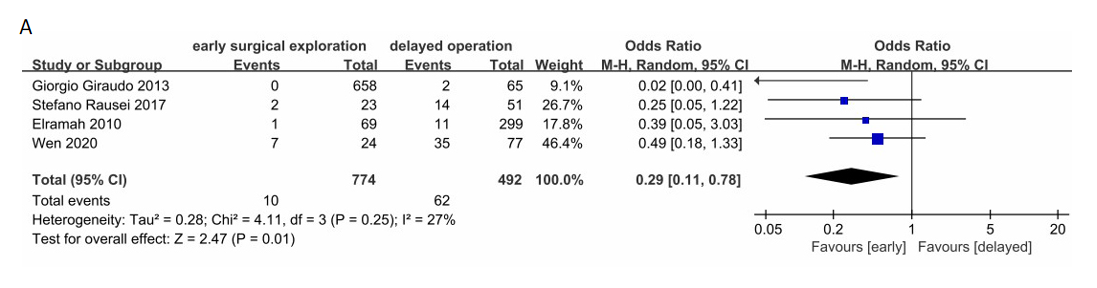 A
early surgical exploration delayed operation Odds Ratio Odds Ratio
Study or Subgroup Events Total Events Total Weight M-H, Random, 95% CI M-H, Random, 95% CI
Giorgio Giraudo 2013 0 658 2 65 9.1% 0.02 [0.00, 0.41]
Stefano Rausei 2017 2 23 14 51 26.7% 0.25 [0.05, 1.22]
Elramah 2010 1 69 11 299 17.8% 0.39 [0.05, 3.03]
Wen 2020 7 24 35 77 46.4% 0.49 [0.18, 1.33]
Total (95% CI) 774 492 100.0% 0.29 [0.11, 0.78]
Total events 10 62
Heterogeneity: Tau² = 0.28; Chi² = 4.11, df = 3 (P = 0.25); I² = 27%
Test for overall effect: Z = 2.47 (P = 0.01)
0.05 0.2 1 5 20
Favours [early] Favours [delayed]